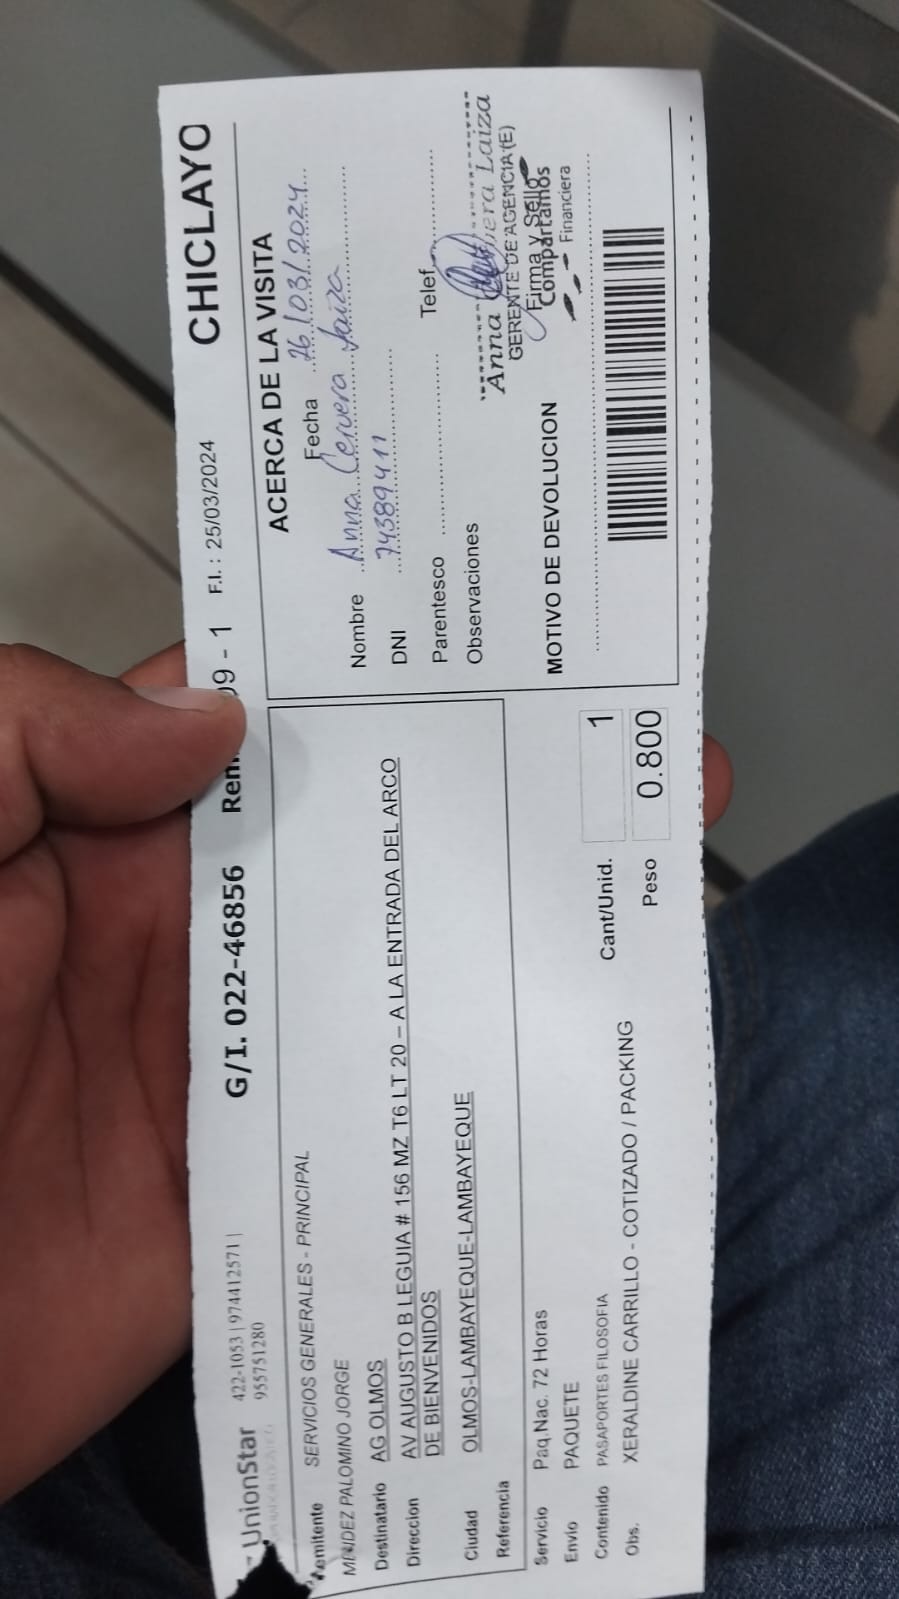 UnionStar 422-1053 | 974412571 |
955751280
G/I. 022-46856
09 - 1 F.I. : 25/03/2024 CHICLAYO
Remitente SERVICIOS GENERALES - PRINCIPAL
MENDEZ PALOMINO JORGE
Destinatario AG OLMOS
Direccion AV AUGUSTO B LEGUIA # 156 MZ T6 LT 20 – A LA ENTRADA DEL ARCO
DE BIENVENIDOS
Ciudad OLMOS-LAMBAYEQUE-LAMBAYEQUE
Referencia
Servicio Paq.Nac. 72 Horas
Envio PAQUETE
Contenido PASAPORTES FILOSOFIA
Obs. XERALDINE CARRILLO - COTIZADO / PACKING
Cant/Unid. 1
Peso 0.800
ACERCA DE LA VISITA
Fecha 26/03/2024
Nombre Anna Cervera Laiza
DNI 74389411
Parentesco Telef.
Observaciones
Anna Laiza
GERENTE DE AGENCIA (E)
Firma y Sello
Compartamos
Financiera
MOTIVO DE DEVOLUCION